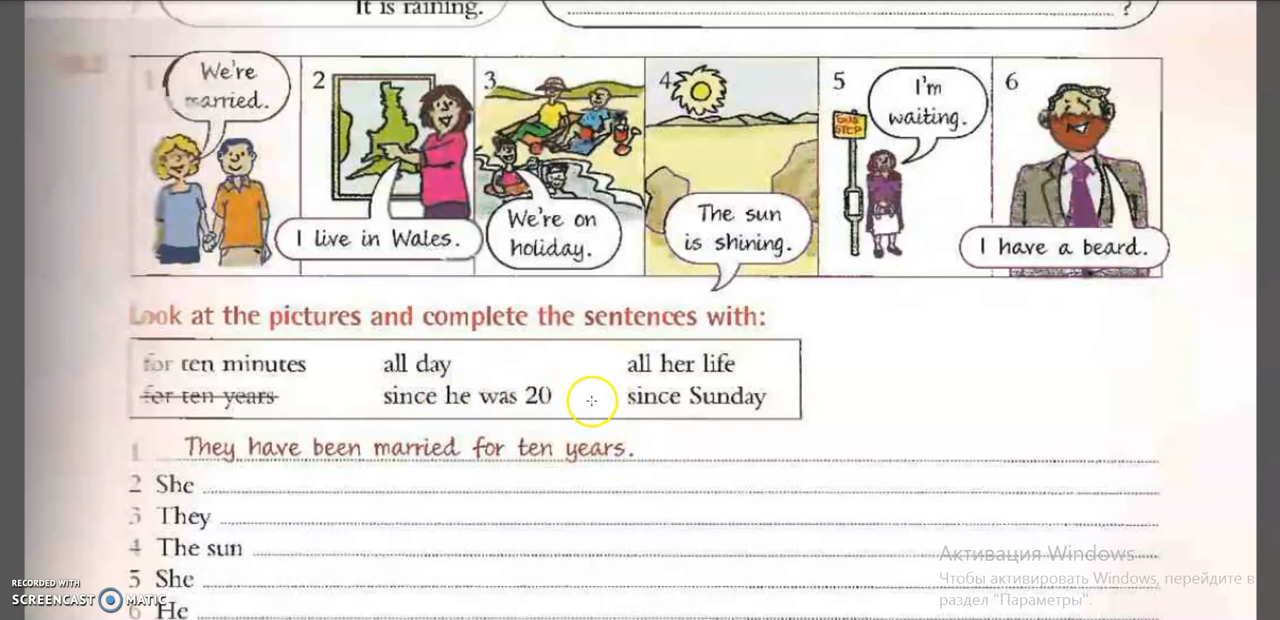 It is raining.
?
1
We're
married.
2
I live in Wales.
3
We're on
holiday.
4
The sun
is shining.
5
BUS
STOP
I'm
waiting.
6
I have a beard.
Look at the pictures and complete the sentences with:
for ten minutes all day all her life
for ten years since he was 20 since Sunday
1 They have been married for ten years.
2 She
3 They
4 The sun
5 She
6 He
Активация Windows
Чтобы активировать Windows, перейдите в
раздел "Параметры".
RECORDED WITH
SCREENCAST MATIC